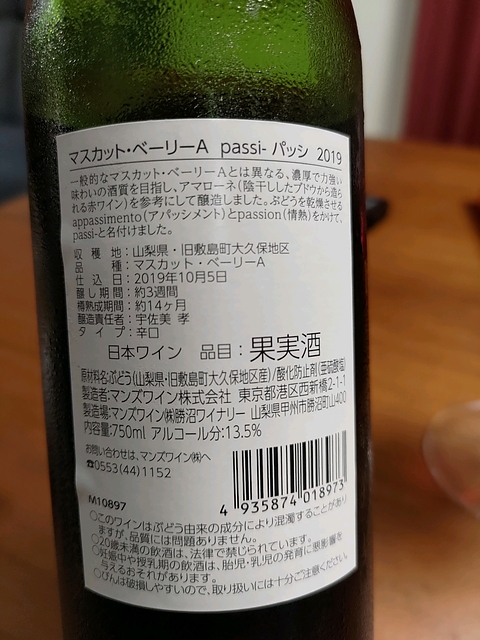 マスカット・ベーリーA passi- パッシ 2019
一般的なマスカット・ベーリーAとは異なる、濃厚で力強い
味わいの酒質を目指し、アマローネ(陰干ししたブドウから造ら
れる赤ワイン)を参考にして醸造しました。ぶどうを乾燥させる
appassimento(アパッシメント)とpassion(情熱)をかけて、
passi-と名付けました。
収穫地:山梨県・旧敷島町大久保地区
品種:マスカット・ベーリーA
仕込日:2019年10月5日
醸し期間:約3週間
樽熟成期間:約14ヶ月
醸造責任者:宇佐美 孝
タイプ:辛口
日本ワイン 品目:果実酒
原材料名:ぶどう(山梨県・旧敷島町大久保地区産)/酸化防止剤(亜硫酸塩)
製造者:マンズワイン株式会社 東京都港区西新橋2-1-1
製造場:マンズワイン㈱勝沼ワイナリー 山梨県甲州市勝沼町山400
内容量:750ml アルコール分:13.5%
お問い合わせは、マンズワイン㈱へ
☎0553(44)1152
M10897
4 935874 018973
○このワインはぶどう由来の成分により混濁することがあり
ますが、品質には問題ありません。
○20歳未満の飲酒は、法律で禁じられています。
○妊娠中や授乳期の飲酒は、胎児・乳児の発育に悪影響を
与えるおそれがあります。
○びんは破損しやすいので、取り扱いには十分ご注意ください。